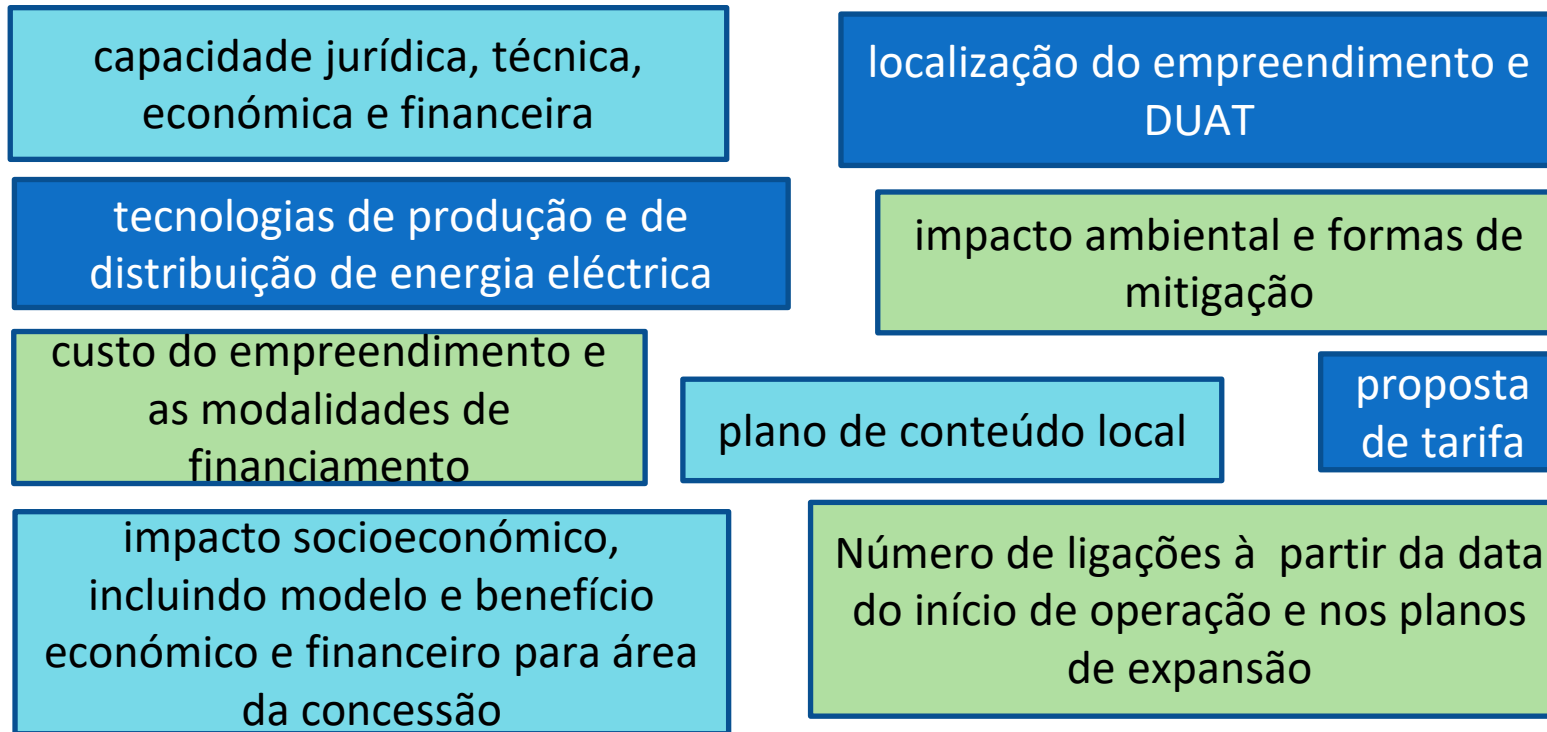 capacidade jurídica, técnica,
económica e financeira
localização do empreendimento e
DUAT
tecnologias de produção e de
distribuição de energia eléctrica
impacto ambiental e formas de
mitigação
custo do empreendimento e
as modalidades de
financiamento
plano de conteúdo local
proposta
de tarifa
impacto socioeconómico,
incluindo modelo e benefício
económico e financeiro para área
da concessão
Número de ligações à  partir da data
do início de operação e nos planos
de expansão